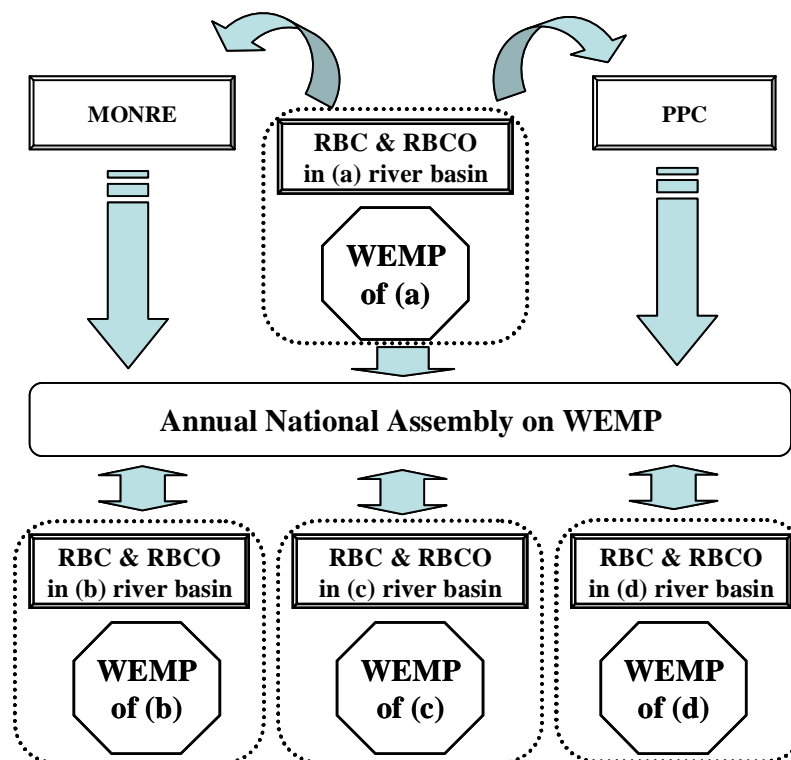 MONRE
PPC
RBC & RBCO
in (a) river basin
WEMP
of (a)
Annual National Assembly on WEMP
RBC & RBCO
in (b) river basin
RBC & RBCO
in (c) river basin
RBC & RBCO
in (d) river basin
WEMP
of (b)
WEMP
of (c)
WEMP
of (d)